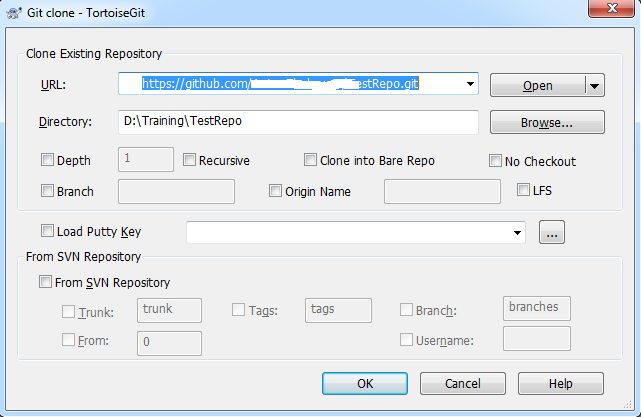 Git clone - TortoiseGit
Clone Existing Repository
URL: https://github.com/ estRepo.git Open
Directory: D:\Training\TestRepo Browse...
Depth 1 Recursive Clone into Bare Repo No Checkout
Branch Origin Name LFS
Load Putty Key ...
From SVN Repository
From SVN Repository
Trunk: trunk Tags: tags Branch: branches
From: 0 Username:
OK Cancel Help